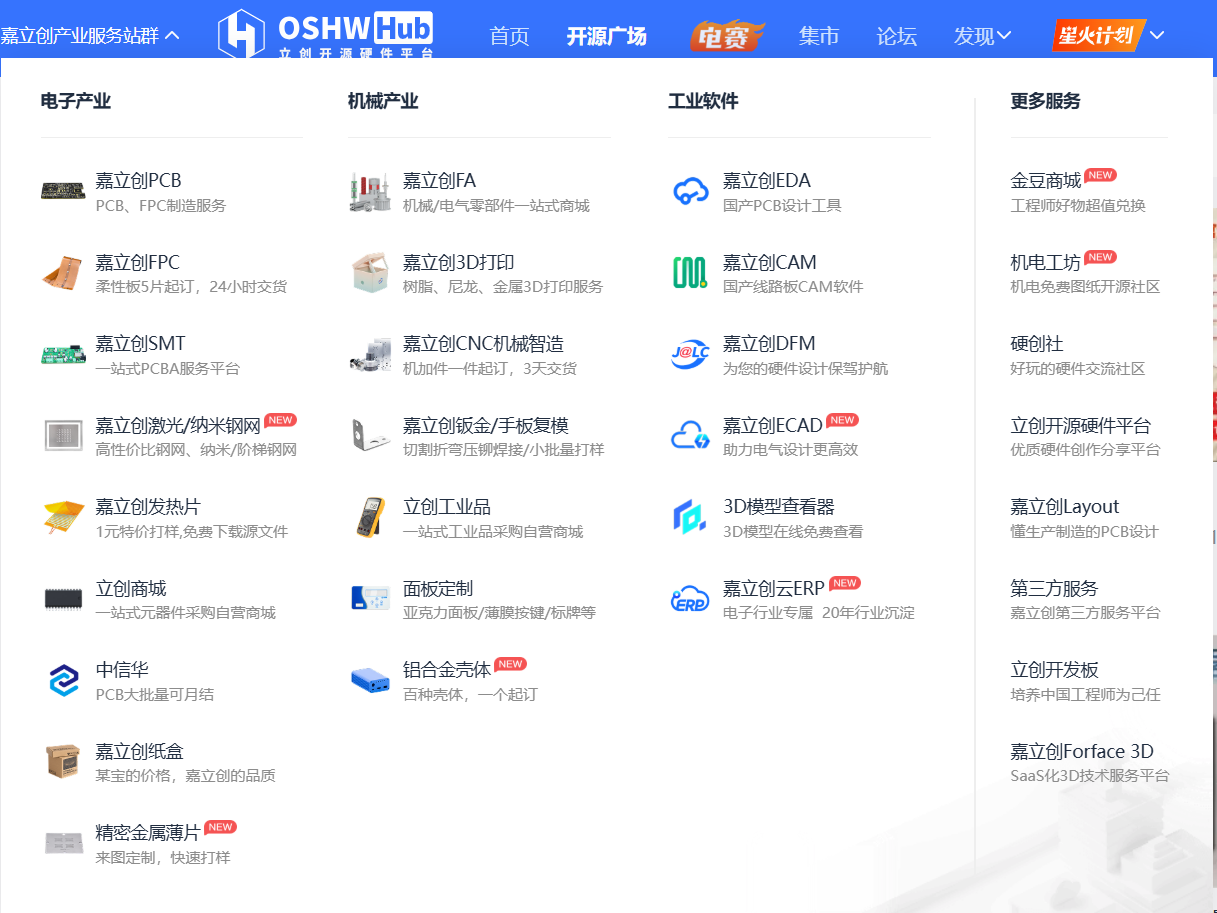 嘉立创产业服务站群
OSHWHub
立创开源硬件平台
首页
开源广场
电赛
集市
论坛
发现
星火计划
电子产业
嘉立创PCB
PCB、FPC制造服务
嘉立创FPC
柔性板5片起订，24小时交货
嘉立创SMT
一站式PCBA服务平台
嘉立创激光/纳米钢网 NEW
高性价比钢网、纳米/阶梯钢网
嘉立创发热片
1元特价打样,免费下载源文件
立创商城
一站式元器件采购自营商城
中信华
PCB大批量可月结
嘉立创纸盒
某宝的价格，嘉立创的品质
精密金属薄片 NEW
来图定制，快速打样
机械产业
嘉立创FA
机械/电气零部件一站式商城
嘉立创3D打印
树脂、尼龙、金属3D打印服务
嘉立创CNC机械智造
机加件一件起订，3天交货
嘉立创钣金/手板复模
切割折弯压铆焊接/小批量打样
立创工业品
一站式工业品采购自营商城
面板定制
亚克力面板/薄膜按键/标牌等
铝合金壳体 NEW
百种壳体，一个起订
工业软件
嘉立创EDA
国产PCB设计工具
嘉立创CAM
国产线路板CAM软件
J@LC
嘉立创DFM
为您的硬件设计保驾护航
嘉立创ECAD NEW
助力电气设计更高效
3D模型查看器
3D模型在线免费查看
ERP
嘉立创云ERP NEW
电子行业专属 20年行业沉淀
更多服务
金豆商城 NEW
工程师好物超值兑换
机电工坊 NEW
机电免费图纸开源社区
硬创社
好玩的硬件交流社区
立创开源硬件平台
优质硬件创作分享平台
嘉立创Layout
懂生产制造的PCB设计
第三方服务
嘉立创第三方服务平台
立创开发板
培养中国工程师为己任
嘉立创Forface 3D
SaaS化3D技术服务平台